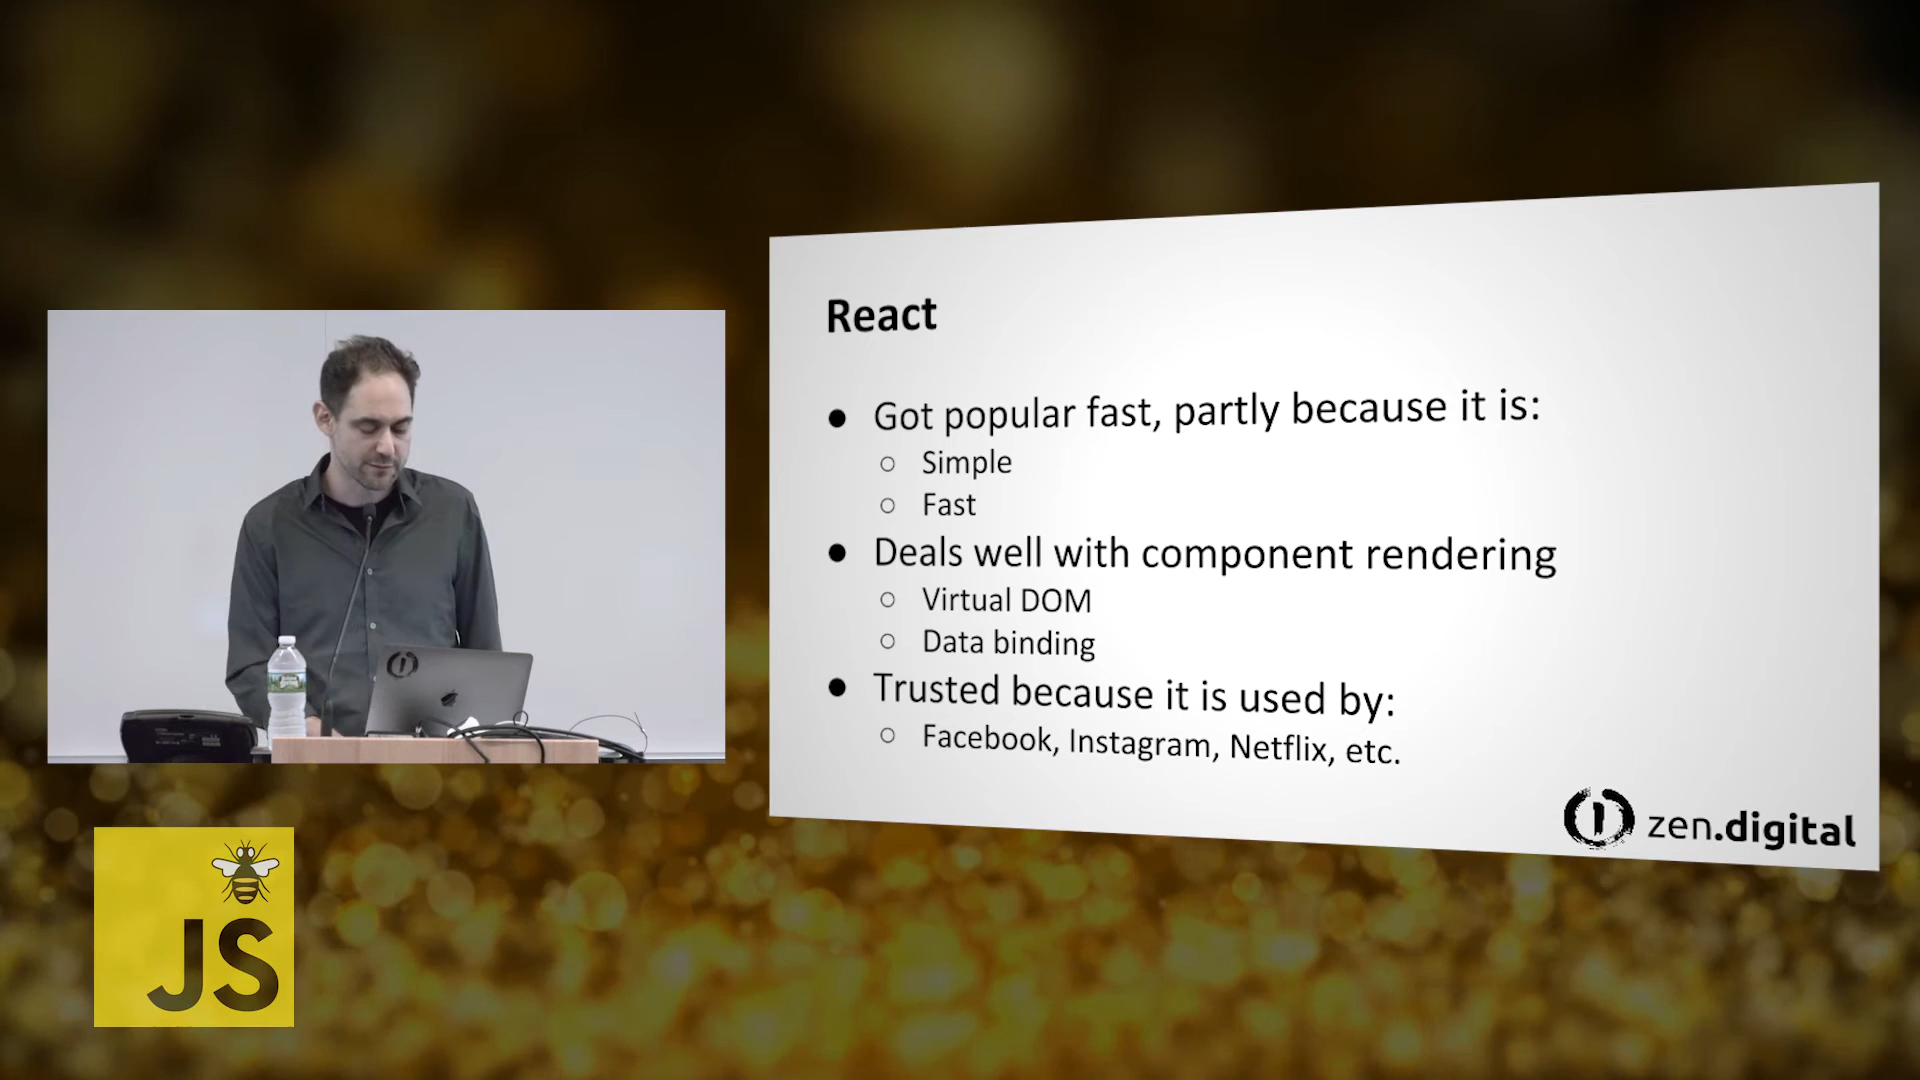 React
● Got popular fast, partly because it is:
○ Simple
○ Fast
● Deals well with component rendering
○ Virtual DOM
○ Data binding
● Trusted because it is used by:
○ Facebook, Instagram, Netflix, etc.
zen.digital
JS